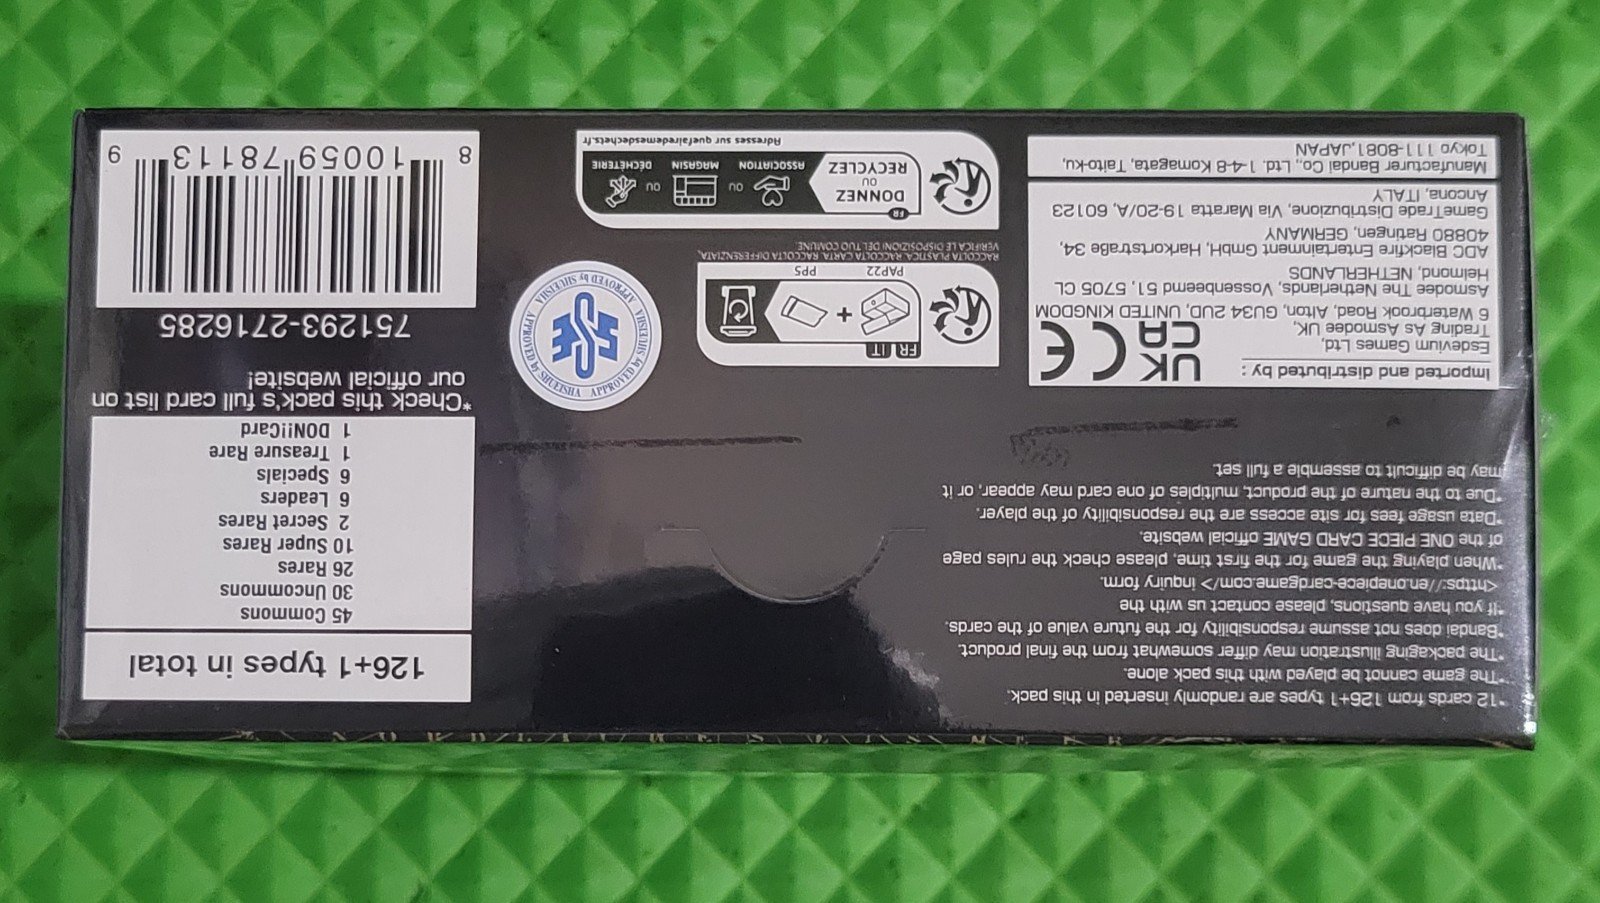 *12 cards from 126+1 types are randomly inserted in this pack.
*The game cannot be played with this pack alone.
*The packaging illustration may differ somewhat from the final product.
*Bandai does not assume responsibility for the future value of the cards.
*If you have questions, please contact us with the
<https://en.onepiece-cardgame.com/> inquiry form.
*When playing the game for the first time, please check the rules page
of the ONE PIECE CARD GAME official website.
*Data usage fees for site access are the responsibility of the player.
*Due to the nature of the product, multiples of one card may appear, or it
may be difficult to assemble a full set.
Imported and distributed by :
Esdevium Games Ltd,
Trading As Asmodee UK,
6 Waterbrook Road, Alton, GU34 2UD, UNITED KINGDOM
Asmodee The Netherlands, Vossenbeemd 51, 5705 CL
Helmond, NETHERLANDS
ADC Blackfire Entertainment GmbH, Harkortstraße 34,
40880 Ratingen, GERMANY
GameTrade Distribuzione, Via Maratta 19-20/A, 60123
Ancona, ITALY
UK
CA
CE
Manufacturer Bandai Co., Ltd. 1-4-8 Komagata, Taito-ku,
Tokyo 111-8081, JAPAN
FR IT
PAP22 + PP5
RACCOLTA PLASTICA. RACCOLTA CARTA. RACCOLTA DIFFERENZIATA.
VERIFICA LE DISPOSIZIONI DEL TUO COMUNE.
FR
DONNEZ
OU
RECYCLEZ
ASSOCIATION OU MAGASIN OU DÉCHÈTERIE
Adresses sur quefairedemesdechets.fr
APPROVED by SHUEISHA APPROVED by SHUEISHA APPROVED by SHUEISHA
126+1 types in total
45 Commons
30 Uncommons
26 Rares
10 Super Rares
2 Secret Rares
6 Leaders
6 Specials
1 Treasure Rare
1 DON!!Card
*Check this pack's full card list on
our official website!
751293-2716285
8 10059 78113 9